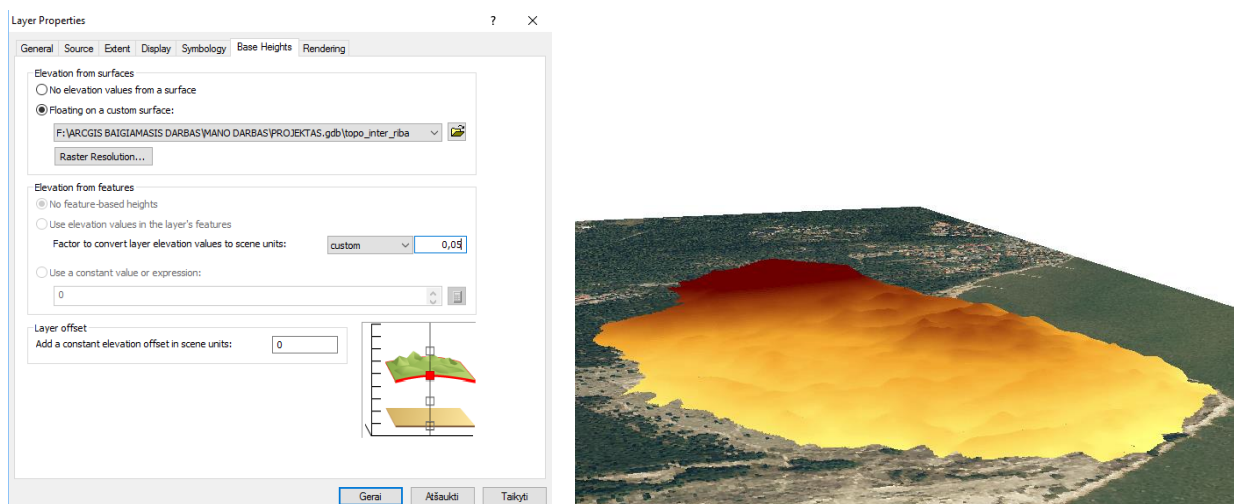 Layer Properties
? ×
General Source Extent Display Symbology Base Heights Rendering
Elevation from surfaces
No elevation values from a surface
Floating on a custom surface:
F:\ARCGIS BAIGIAMASIS DARBAS\MANO DARBAS\PROJEKTAS.gdb\topo_inter_riba
Raster Resolution...
Elevation from features
No feature-based heights
Use elevation values in the layer's features
Factor to convert layer elevation values to scene units: custom 0,05
Use a constant value or expression:
0
Layer offset
Add a constant elevation offset in scene units: 0
Gerai Atšaukti Taikyti